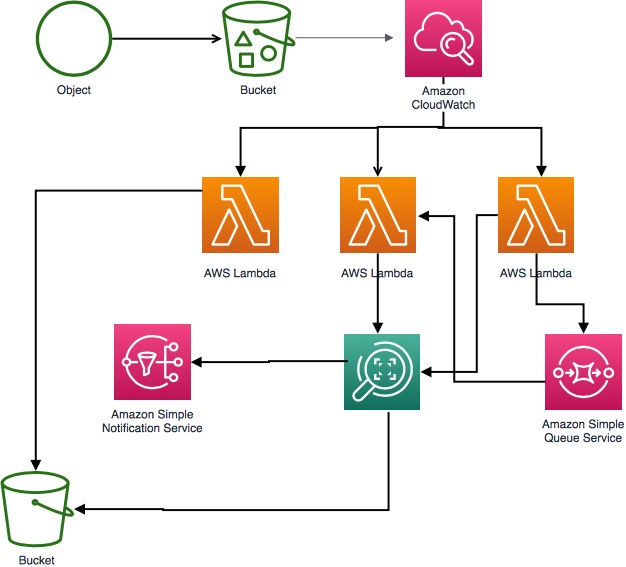 Object
Bucket
Amazon
CloudWatch
AWS Lambda
AWS Lambda
AWS Lambda
Amazon Simple
Notification Service
Amazon Simple
Queue Service
Bucket